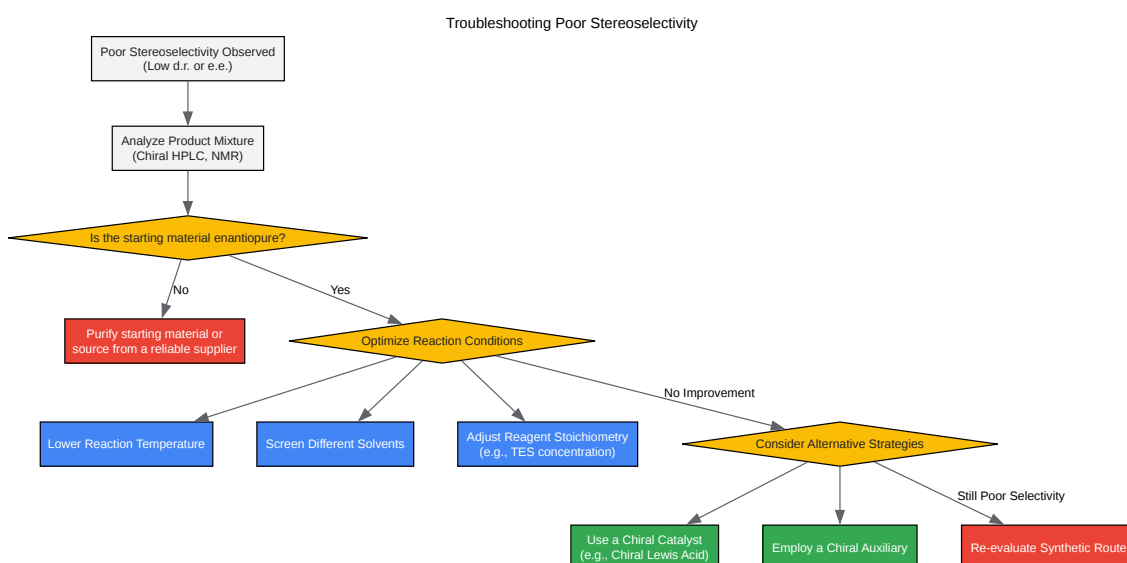 Troubleshooting Poor Stereoselectivity
Poor Stereoselectivity Observed
(Low d.r. or e.e.)
Analyze Product Mixture
(Chiral HPLC, NMR)
Is the starting material enantiopure?
No
Yes
Purify starting material or
source from a reliable supplier
Optimize Reaction Conditions
No Improvement
Lower Reaction Temperature
Screen Different Solvents
Adjust Reagent Stoichiometry
(e.g., TES concentration)
Consider Alternative Strategies
Still Poor Selectivity
Use a Chiral Catalyst
(e.g., Chiral Lewis Acid)
Employ a Chiral Auxiliary
Re-evaluate Synthetic Route